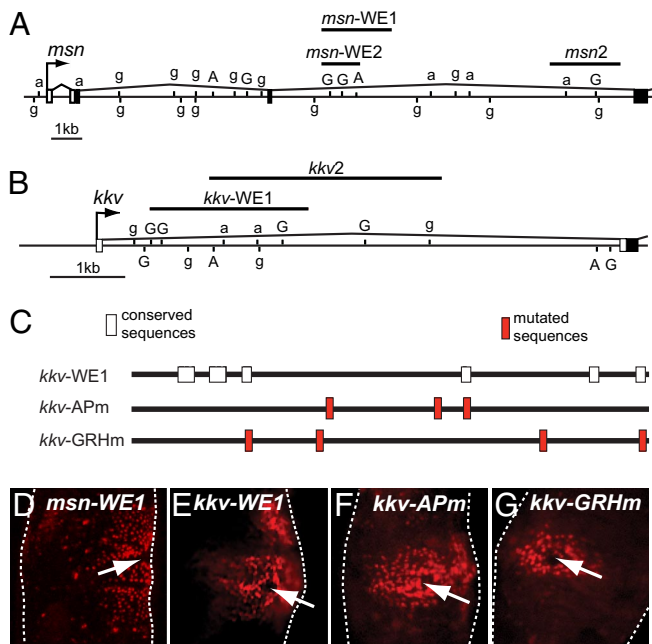 A
msn-WE1
msn-WE2
msn2
msn
a a g g g A g G g G G A a g a a G
g g g g g g g g g
1kb
B
kkv2
kkv-WE1
kkv
g G G a a G G g
G g A g A G
1kb
C
conserved sequences
mutated sequences
kkv-WE1
kkv-APm
kkv-GRHm
D msn-WE1
E kkv-WE1
F kkv-APm
G kkv-GRHm